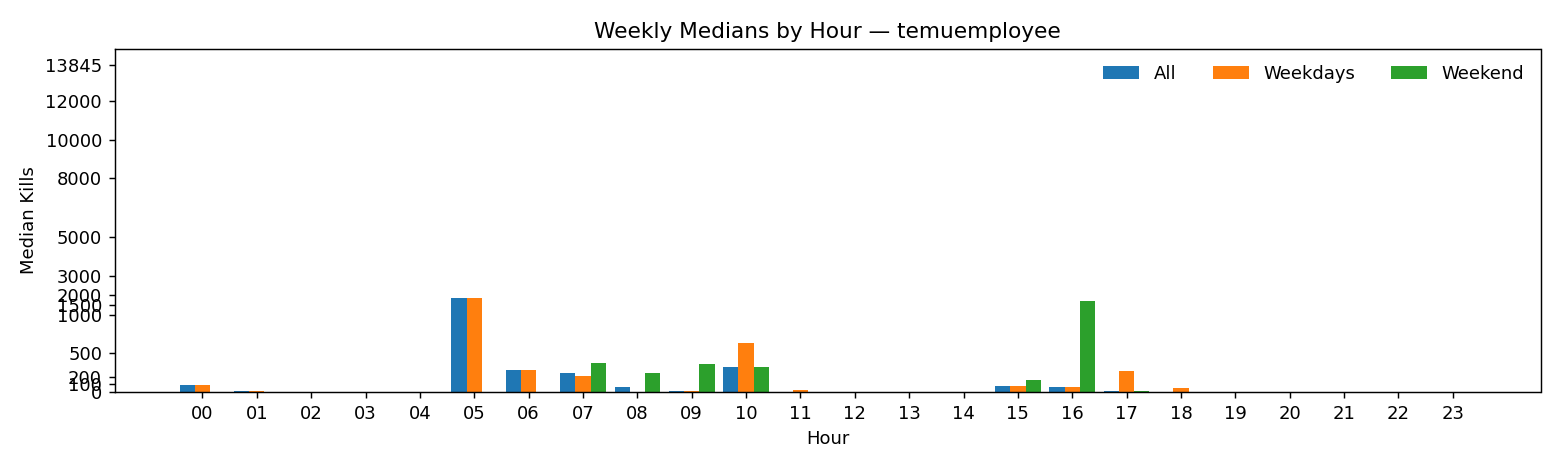 Weekly Medians by Hour — temuemployee
All Weekdays Weekend
Median Kills
13845
12000
10000
8000
5000
3000
2000
1500
1000
500
200
100
0
00 01 02 03 04 05 06 07 08 09 10 11 12 13 14 15 16 17 18 19 20 21 22 23
Hour